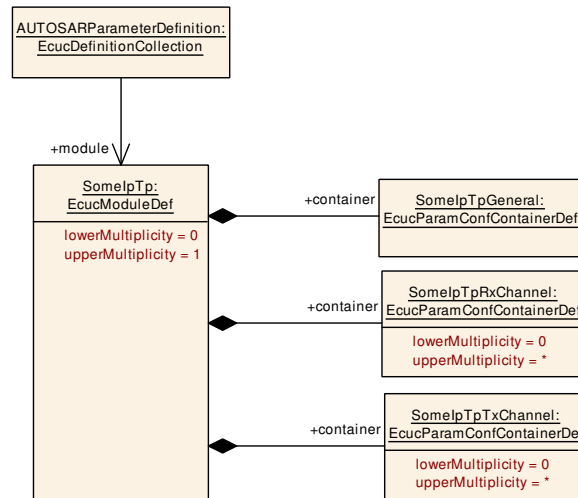 AUTOSARParameterDefinition:
EcucDefinitionCollection
+module
SomeIpTp:
EcucModuleDef
lowerMultiplicity = 0
upperMultiplicity = 1
+container
SomeIpTpGeneral:
EcucParamConfContainerDef
+container
SomeIpTpRxChannel:
EcucParamConfContainerDef
lowerMultiplicity = 0
upperMultiplicity = *
+container
SomeIpTpTxChannel:
EcucParamConfContainerDe
lowerMultiplicity = 0
upperMultiplicity = *